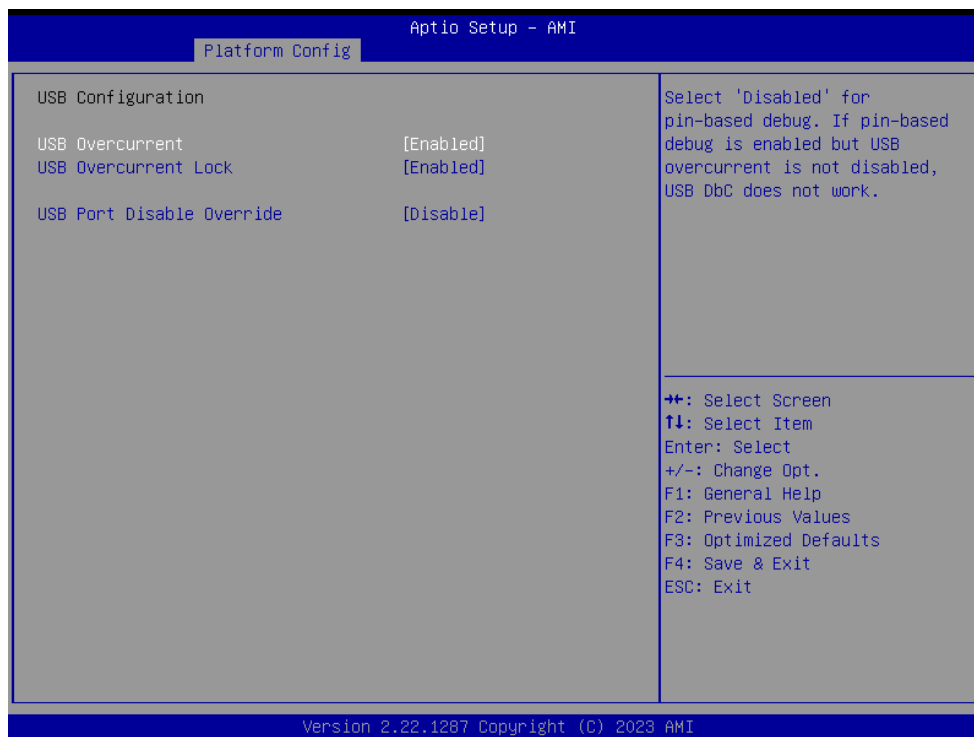 Aptio Setup – AMI
Platform Config
USB Configuration
USB Overcurrent [Enabled]
USB Overcurrent Lock [Enabled]
USB Port Disable Override [Disable]
Select 'Disabled' for
pin-based debug. If pin-based
debug is enabled but USB
overcurrent is not disabled,
USB DbC does not work.
→←: Select Screen
↑↓: Select Item
Enter: Select
+/-: Change Opt.
F1: General Help
F2: Previous Values
F3: Optimized Defaults
F4: Save & Exit
ESC: Exit
Version 2.22.1287 Copyright (C) 2023 AMI